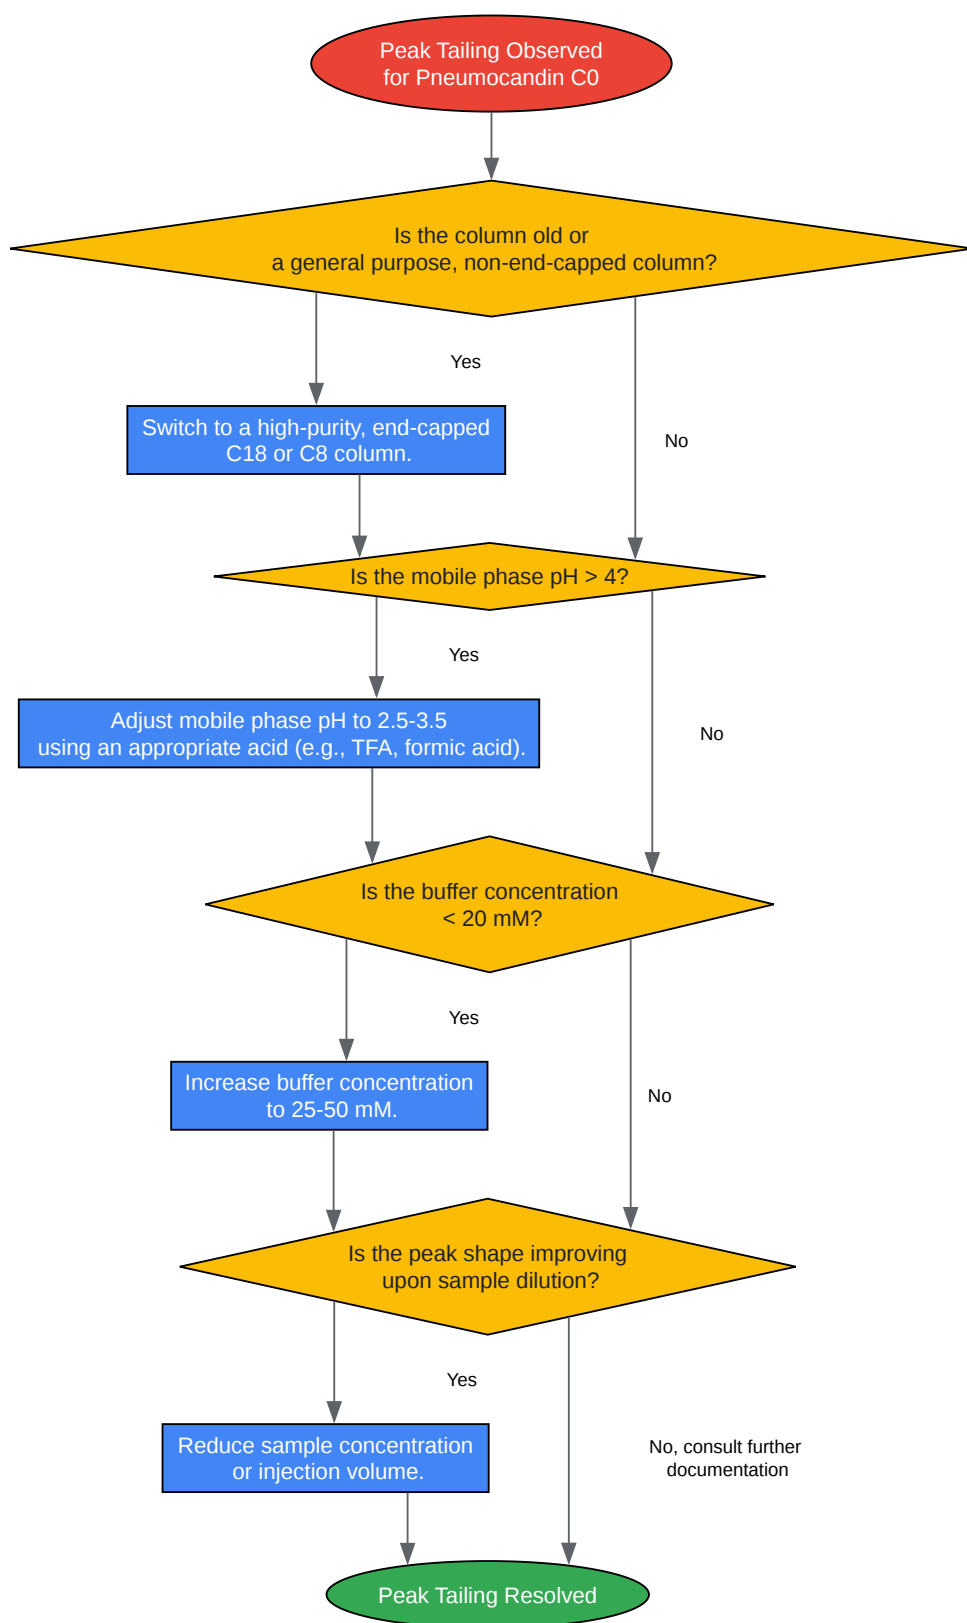 Peak Tailing Observed
for Pneumocandin C0
Is the column old or
a general purpose, non-end-capped column?
Yes
Switch to a high-purity, end-capped
C18 or C8 column.
No
Is the mobile phase pH > 4?
Yes
Adjust mobile phase pH to 2.5-3.5
using an appropriate acid (e.g., TFA, formic acid).
No
Is the buffer concentration
< 20 mM?
Yes
Increase buffer concentration
to 25-50 mM.
No
Is the peak shape improving
upon sample dilution?
Yes
Reduce sample concentration
or injection volume.
No, consult further
documentation
Peak Tailing Resolved